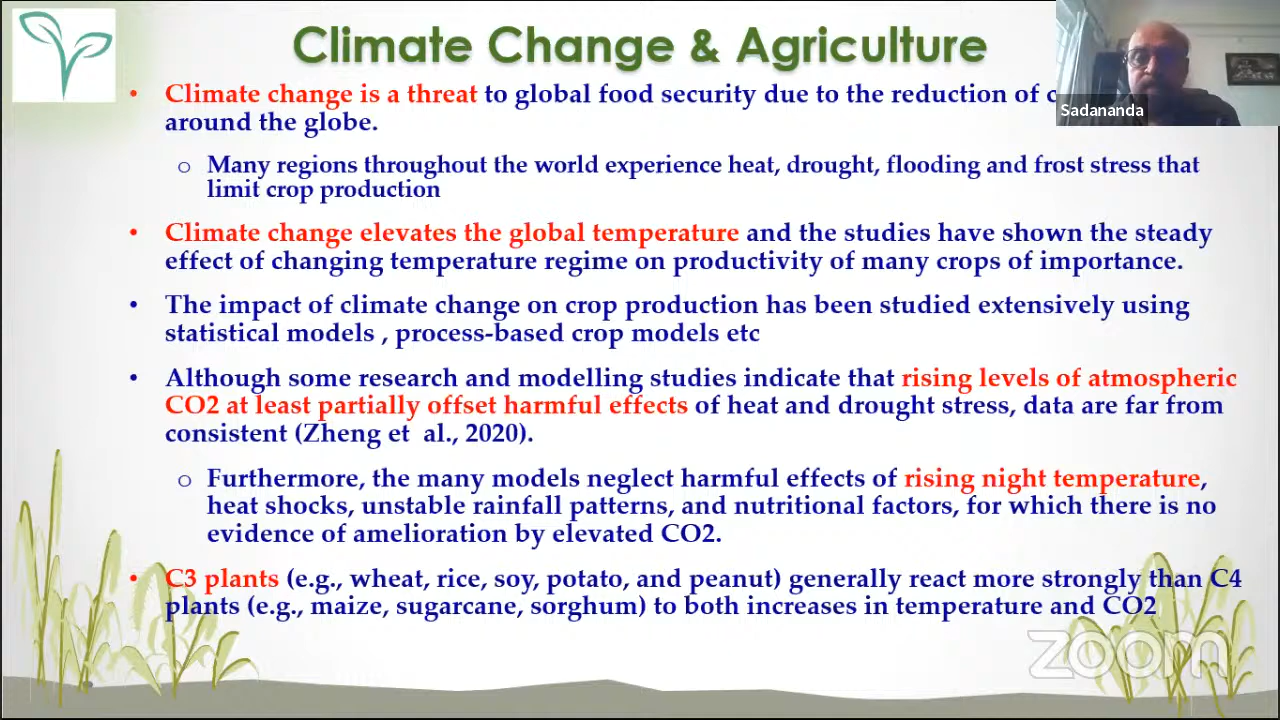 Climate Change & Agriculture
• Climate change is a threat to global food security due to the reduction of
around the globe.
o Many regions throughout the world experience heat, drought, flooding and frost stress that
limit crop production
• Climate change elevates the global temperature and the studies have shown the steady
effect of changing temperature regime on productivity of many crops of importance.
• The impact of climate change on crop production has been studied extensively using
statistical models , process-based crop models etc
• Although some research and modelling studies indicate that rising levels of atmospheric
CO2 at least partially offset harmful effects of heat and drought stress, data are far from
consistent (Zheng et al., 2020).
o Furthermore, the many models neglect harmful effects of rising night temperature,
heat shocks, unstable rainfall patterns, and nutritional factors, for which there is no
evidence of amelioration by elevated CO2.
• C3 plants (e.g., wheat, rice, soy, potato, and peanut) generally react more strongly than C4
plants (e.g., maize, sugarcane, sorghum) to both increases in temperature and CO2
Sadananda
zoom